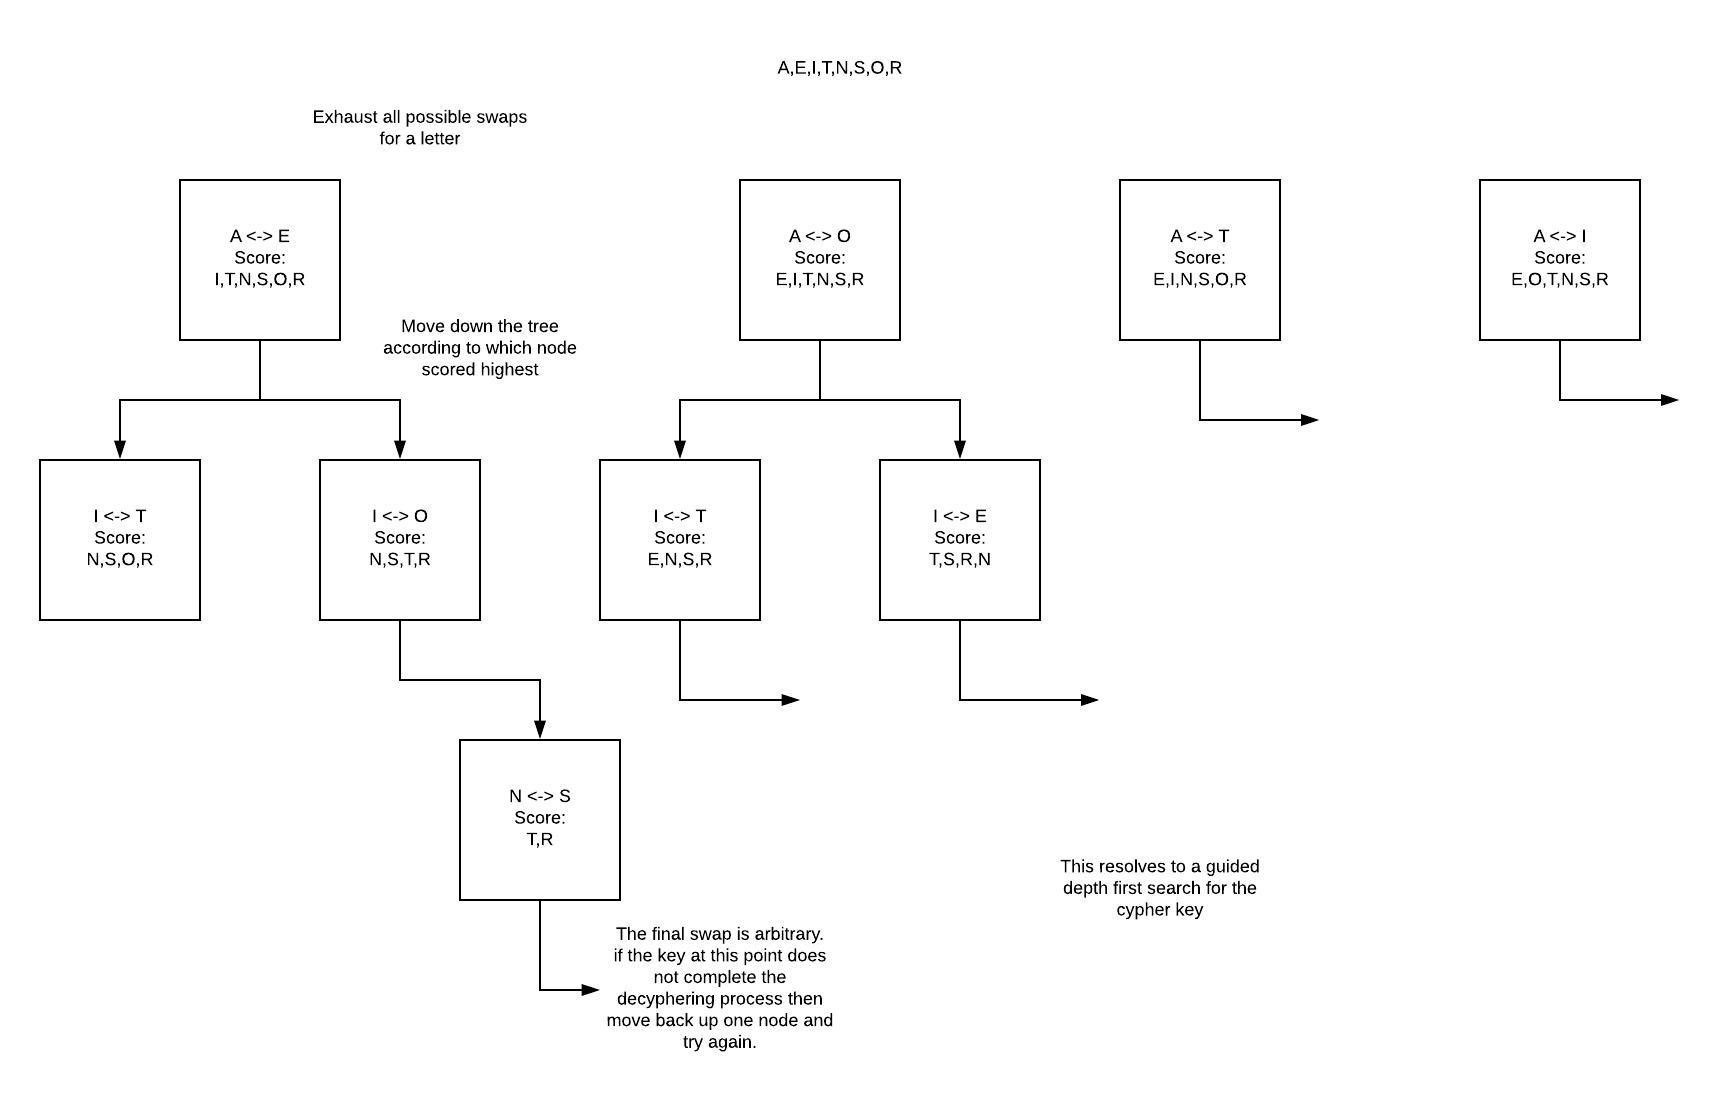 A,E,I,T,N,S,O,R
Exhaust all possible swaps
for a letter
A <-> E
Score:
I,T,N,S,O,R
A <-> O
Score:
E,I,T,N,S,R
A <-> T
Score:
E,I,N,S,O,R
A <-> I
Score:
E,O,T,N,S,R
Move down the tree
according to which node
scored highest
I <-> T
Score:
N,S,O,R
I <-> O
Score:
N,S,T,R
I <-> T
Score:
E,N,S,R
I <-> E
Score:
T,S,R,N
N <-> S
Score:
T,R
This resolves to a guided
depth first search for the
cypher key
The final swap is arbitrary.
if the key at this point does
not complete the
decyphering process then
move back up one node and
try again.